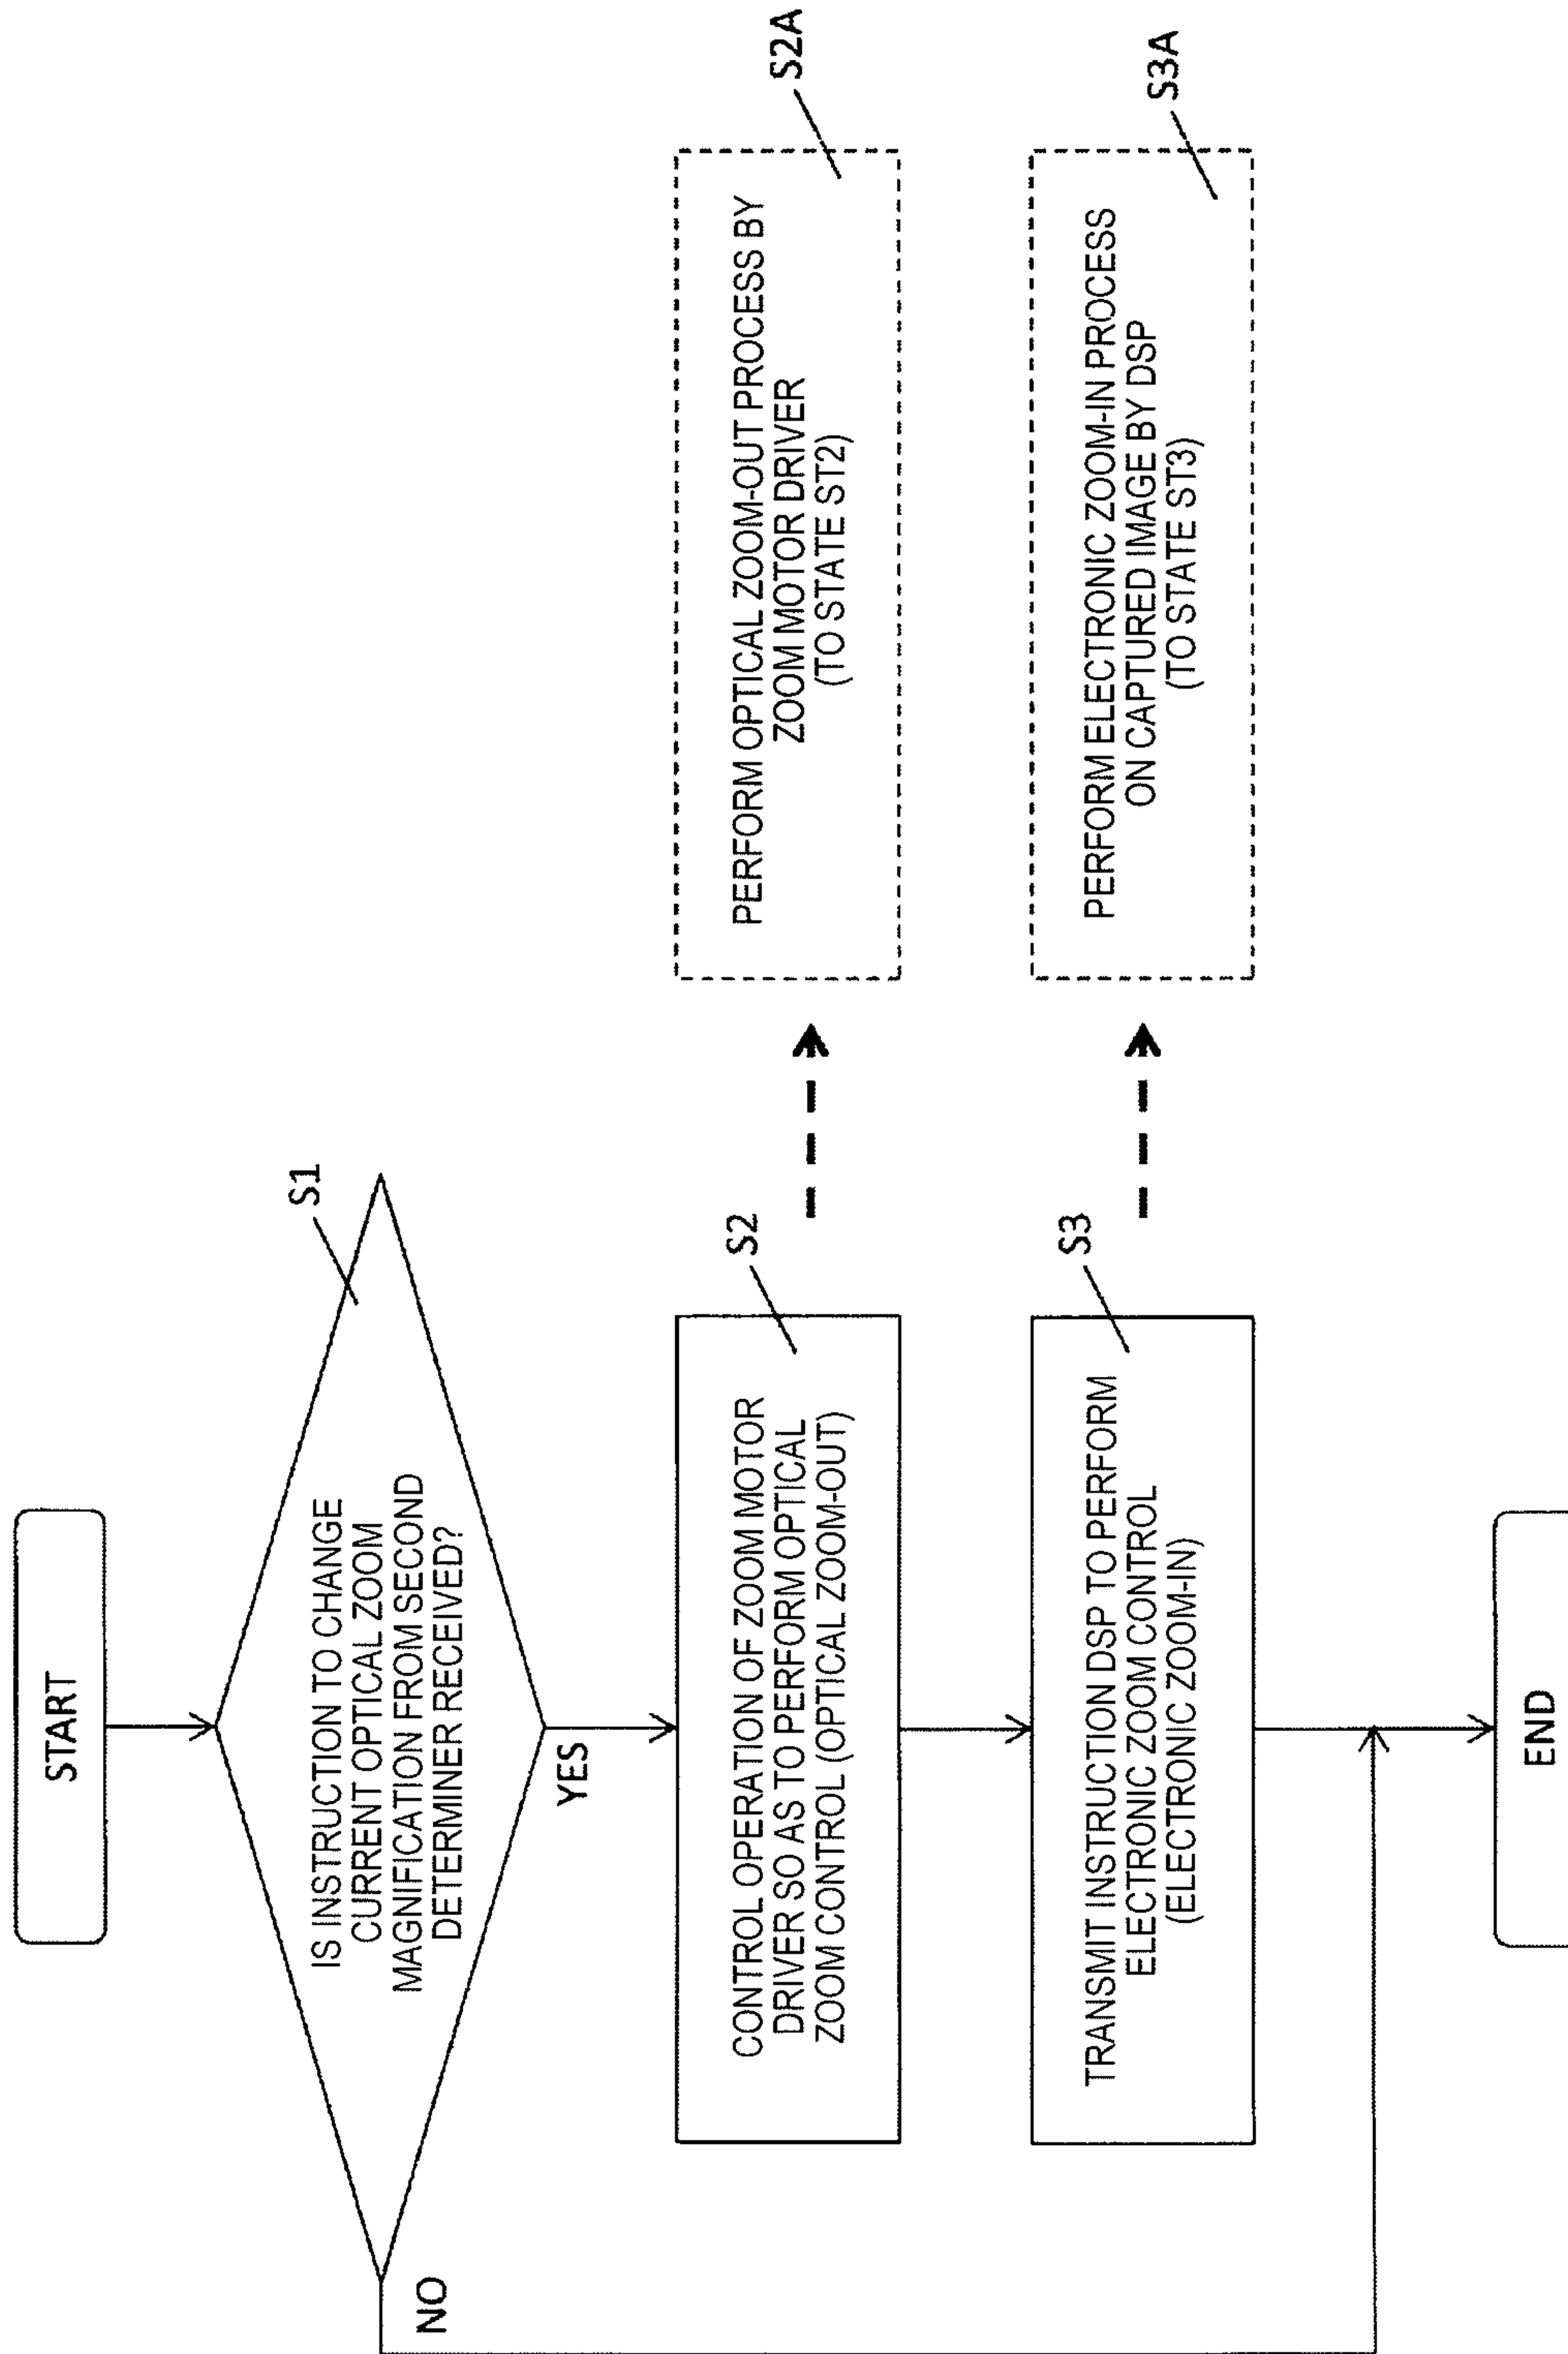 START
S1
IS INSTRUCTION TO CHANGE
CURRENT OPTICAL ZOOM
MAGNIFICATION FROM SECOND
DETERMINER RECEIVED?
NO
YES
S2
CONTROL OPERATION OF ZOOM MOTOR
DRIVER SO AS TO PERFORM OPTICAL
ZOOM CONTROL (OPTICAL ZOOM-OUT)
S2A
PERFORM OPTICAL ZOOM-OUT PROCESS BY
ZOOM MOTOR DRIVER
(TO STATE ST2)
S3
TRANSMIT INSTRUCTION DSP TO PERFORM
ELECTRONIC ZOOM CONTROL
(ELECTRONIC ZOOM-IN)
S3A
PERFORM ELECTRONIC ZOOM-IN PROCESS
ON CAPTURED IMAGE BY DSP
(TO STATE ST3)
END